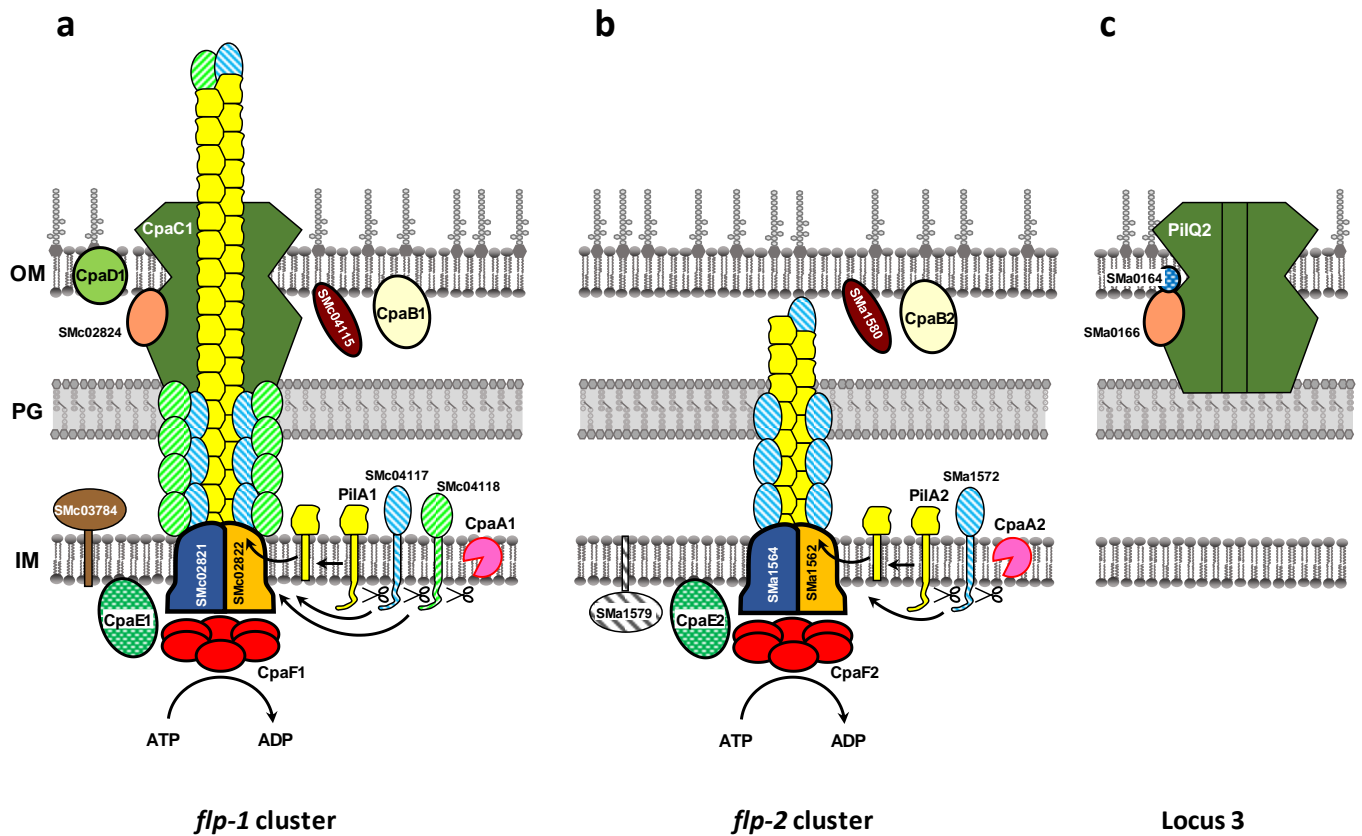 a
b
c
CpaC1
PilQ2
OM
CpaD1
SMc02824
SMc04115
CpaB1
SMa1580
CpaB2
SMa0164
SMa0166
PG
SMc04117
SMc04118
PilA1
CpaA1
SMa1572
PilA2
CpaA2
SMc03784
IM
SMc02821
SMc02822
SMa1564
SMa1562
CpaE1
SMa1579
CpaE2
CpaF1
CpaF2
ATP
ADP
ATP
ADP
flp-1 cluster
flp-2 cluster
Locus 3